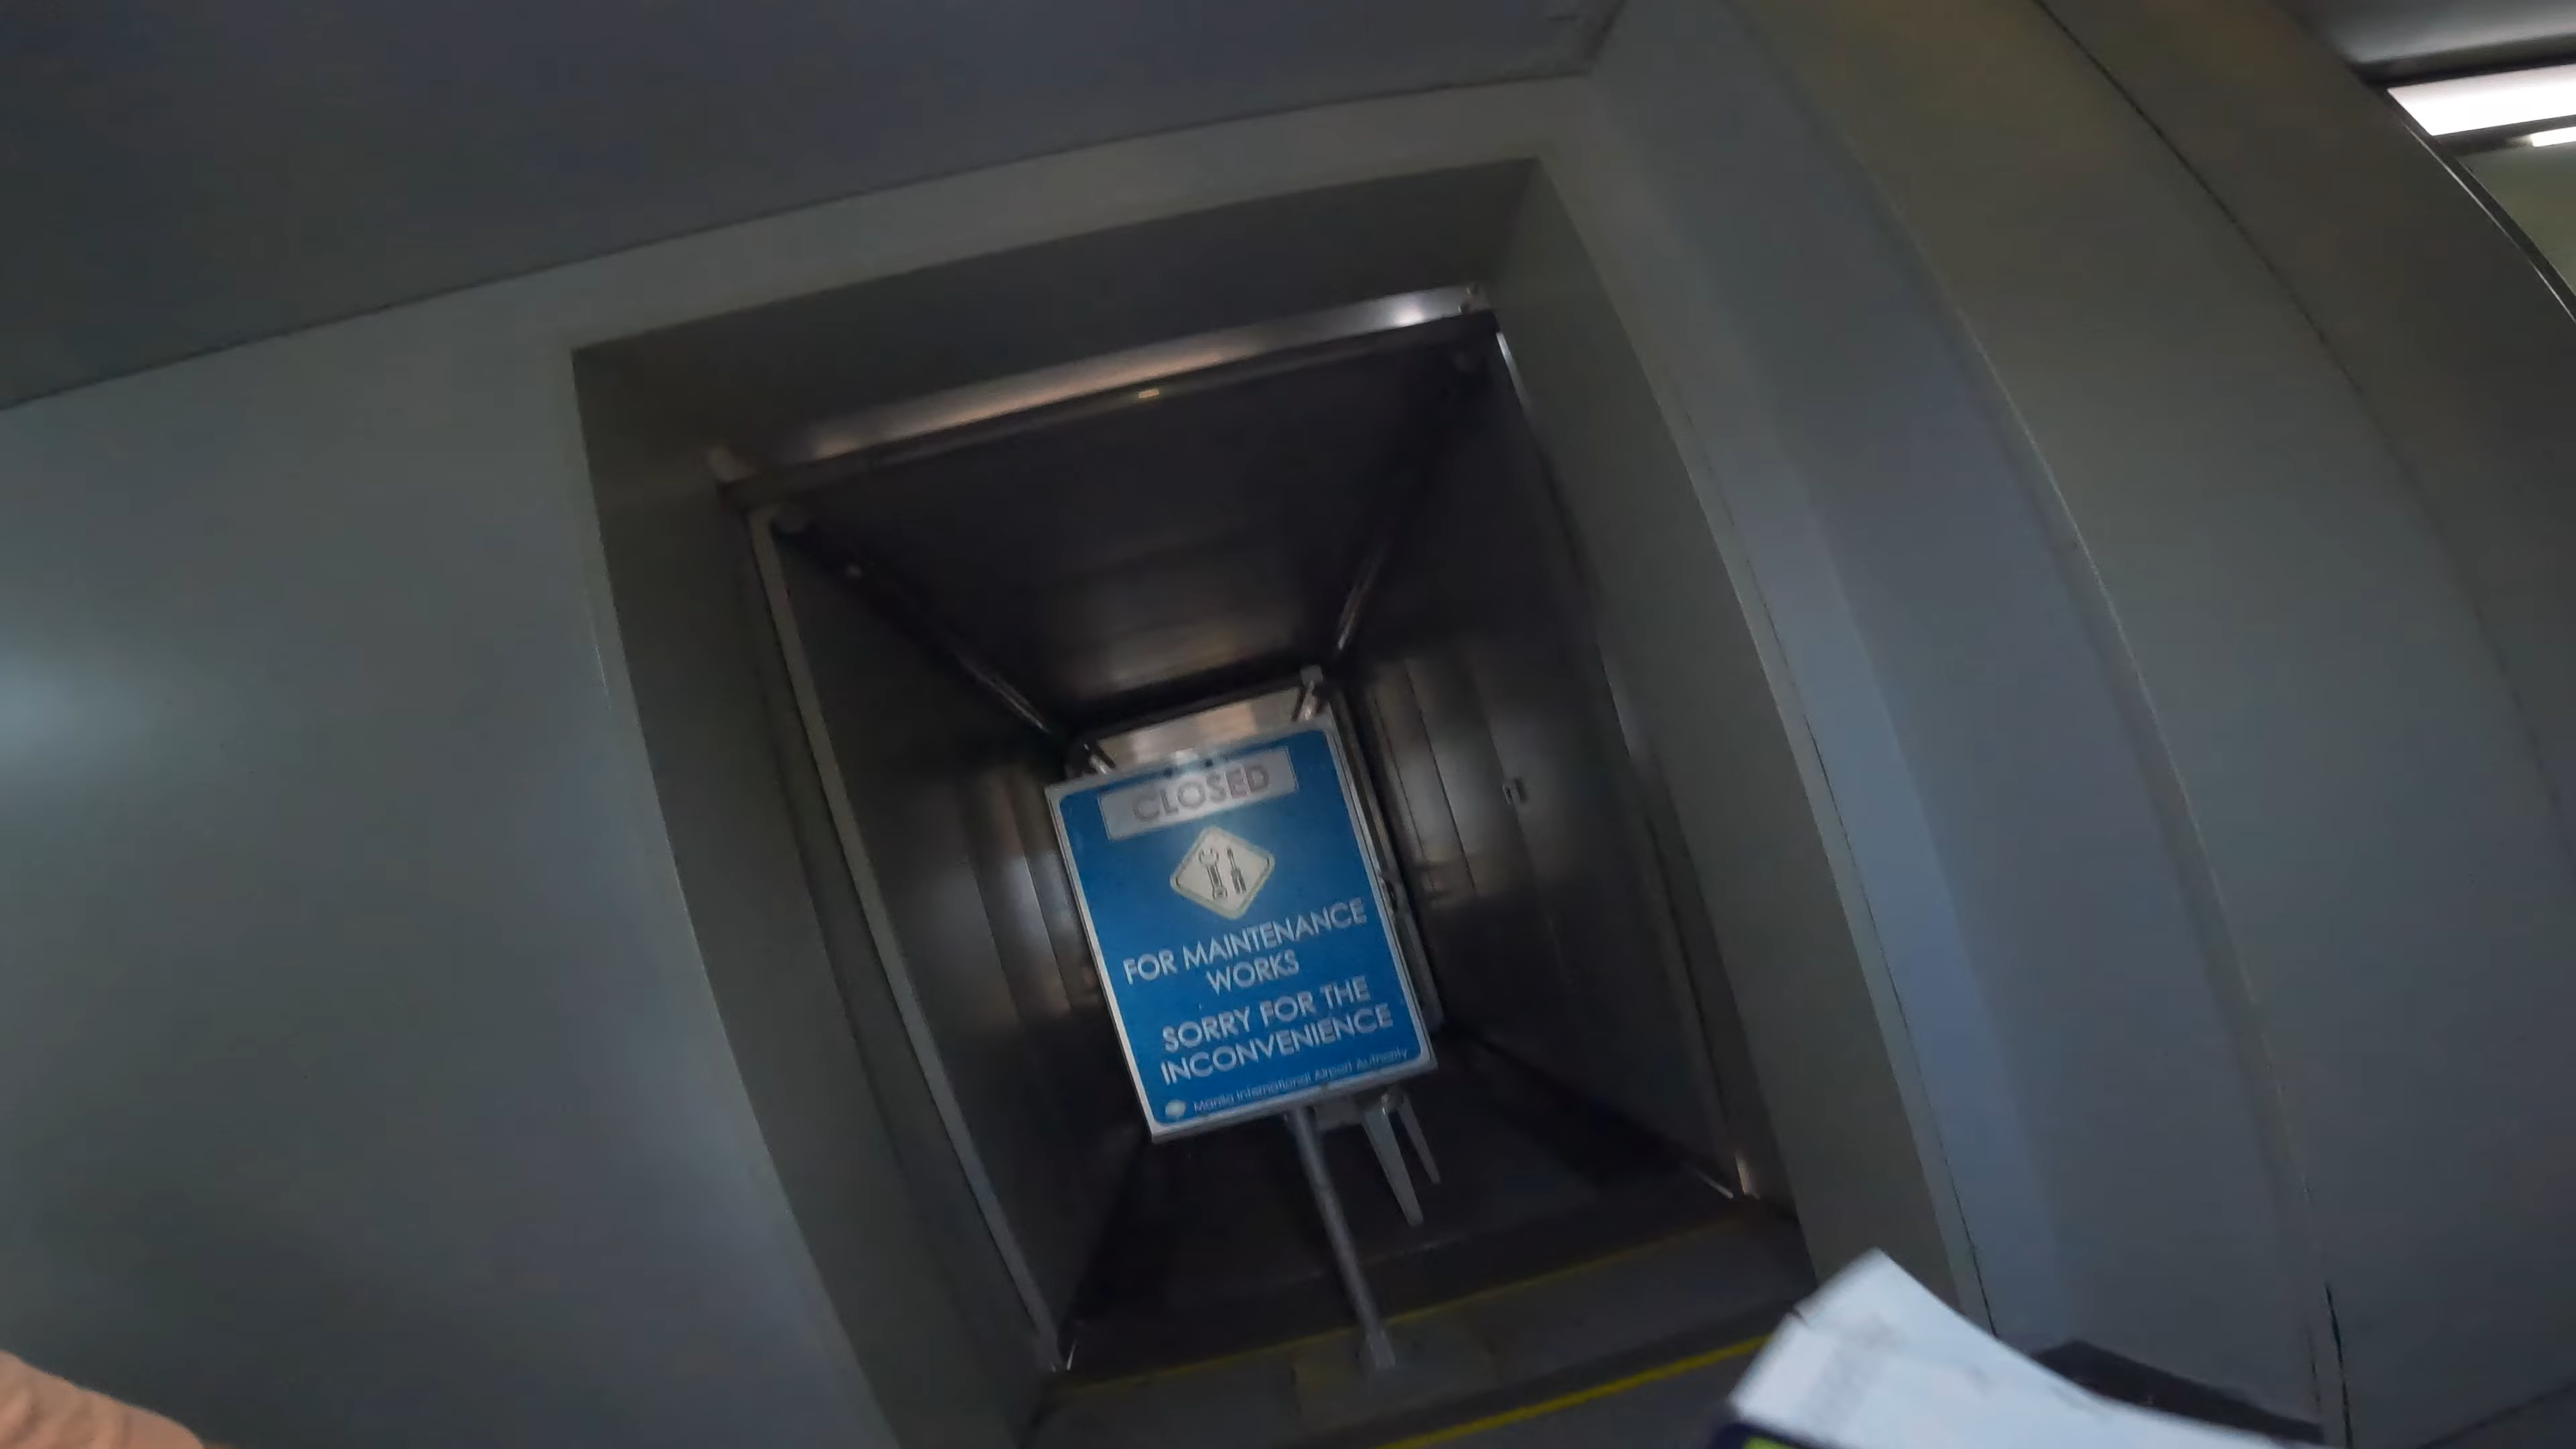 CLOSED
FOR MAINTENANCE
WORKS
SORRY FOR THE
INCONVENIENCE
Manila International Airport Authority